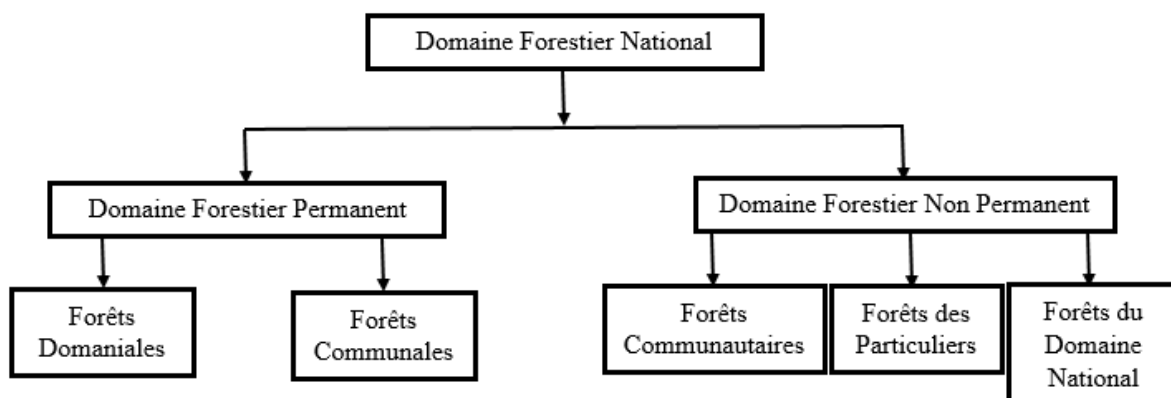 Domaine Forestier National
Domaine Forestier Permanent
Domaine Forestier Non Permanent
Forêts
Domaniales
Forêts
Communales
Forêts
Communautaires
Forêts des
Particuliers
Forêts du
Domaine
National